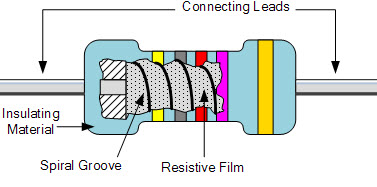 Connecting Leads
Insulating
Material
Spiral Groove
Resistive Film